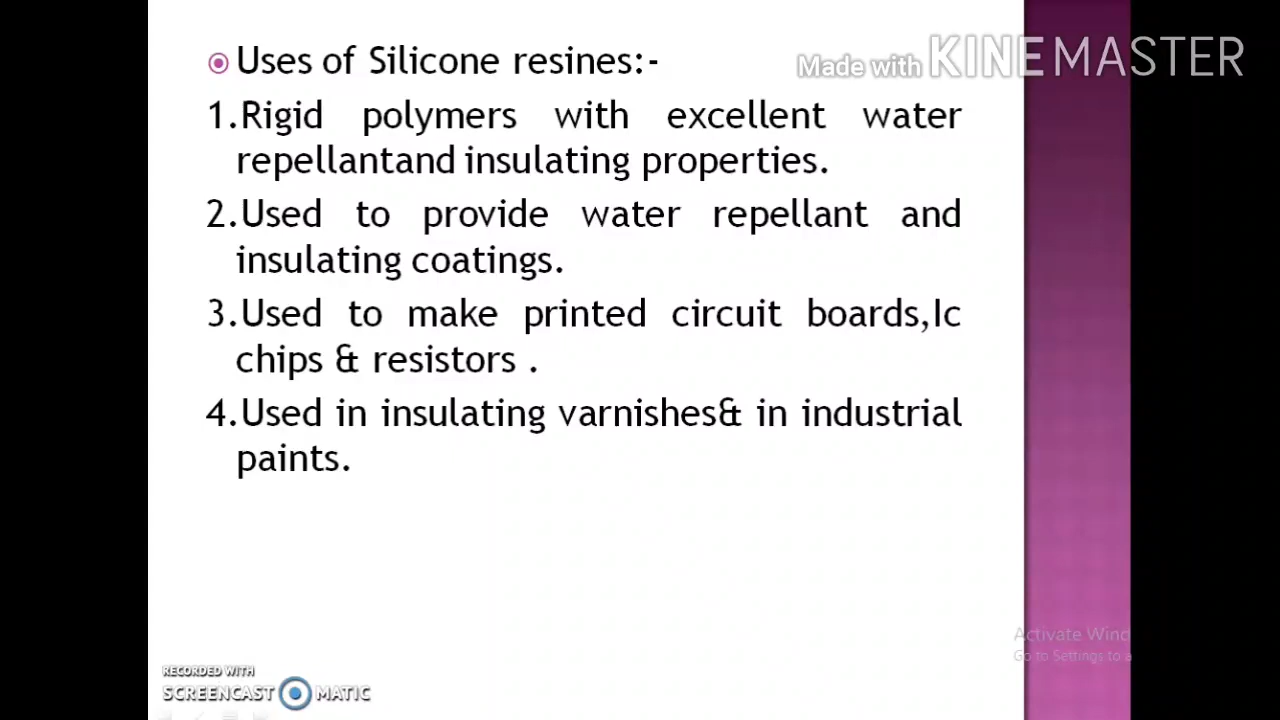 Uses of Silicone resines:-
Made with KINEMASTER
1.Rigid polymers with excellent water
repellantand insulating properties.
2.Used to provide water repellant and
insulating coatings.
3.Used to make printed circuit boards,Ic
chips & resistors .
4.Used in insulating varnishes& in industrial
paints.
Activate Wind
Go to Settings to a
RECORDED WITH
SCREENCAST MATIC